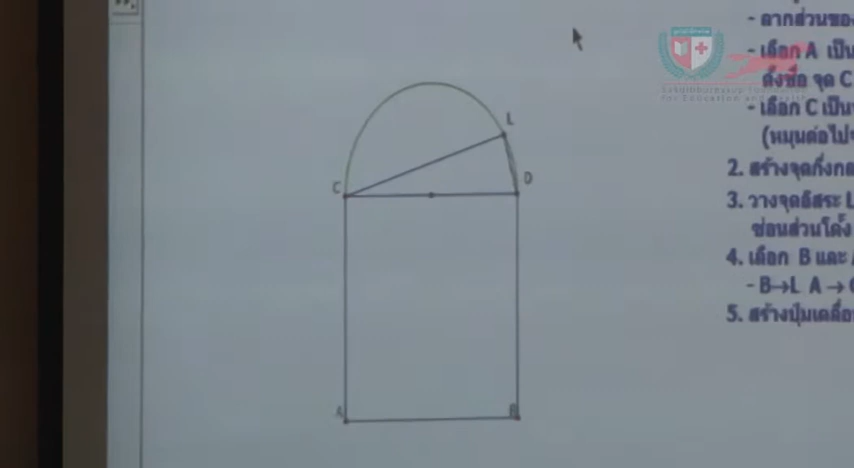 - ลากส่วนของ
- เลือก A เป็น
ตั้งชื่อ จุด C
- เลือก C เป็น
(หมุนต่อไป
2. สร้างจุดกึ่งกล
3. วางจุดอิสระ L
ซ่อนส่วนโค้ง
4. เลือก B และ
- B→L A →
5. สร้างปุ่มเคลื่อ
L
C
D
A
B